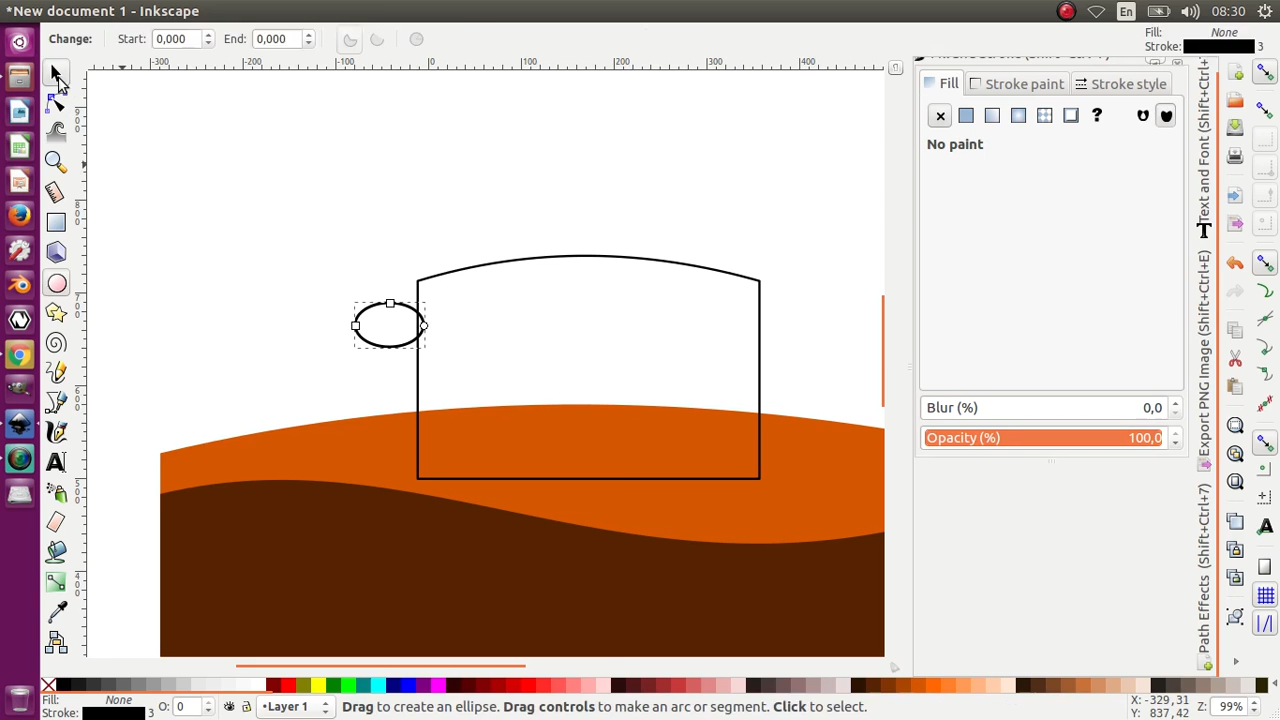 *New document 1 - Inkscape
En
08:30
Change:
Start:
0,000
End:
0,000
Fill:
None
Stroke:
3
-300
-200
-100
0
100
200
300
400
Fill
Stroke paint
Stroke style
No paint
Blur (%)
0,0
Opacity (%)
100,0
Text and Font (Shift+Ctrl+
Export PNG Image (Shift+Ctrl+E)
Path Effects (Shift+Ctrl+7)
Fill:
None
Stroke:
3
O:
0
•Layer 1
Drag to create an ellipse. Drag controls to make an arc or segment. Click to select.
X: -329,31
Y: 837,42
Z:
99%